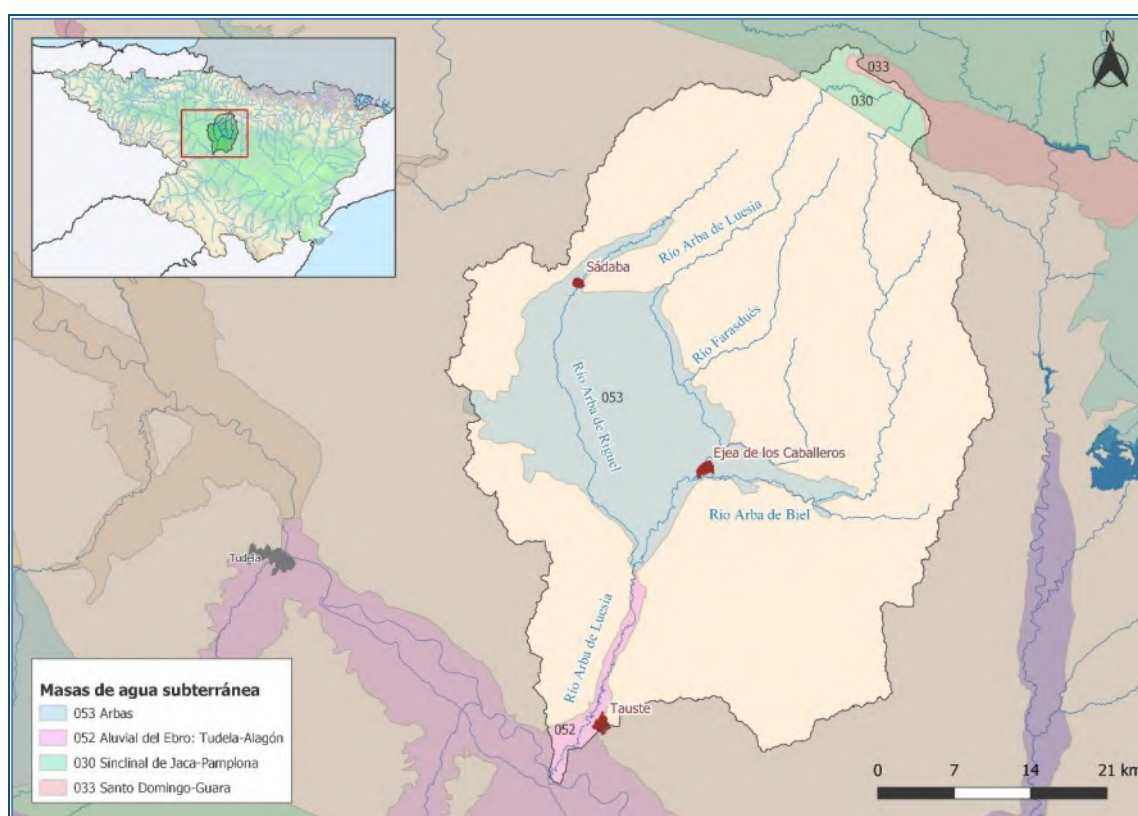 N
033
030
Río Arba de Luesia
Sádaba
Río Farasdués
053
Río Arba de Riguel
Ejea de los Caballeros
Río Arba de Biel
Tudela
Río Arba de Luesia
Tauste
052
Masas de agua subterránea
053 Arbas
052 Aluvial del Ebro: Tudela-Alagón
030 Sinclinal de Jaca-Pamplona
033 Santo Domingo-Guara
0 7 14 21 km